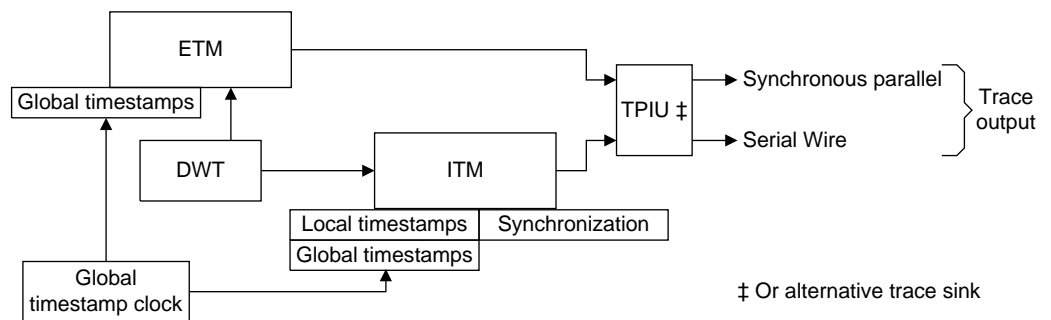 ETM
Global timestamps
TPIU ‡
Synchronous parallel
Serial Wire
Trace
output
DWT
ITM
Local timestamps
Synchronization
Global timestamps
Global
timestamp clock
‡ Or alternative trace sink